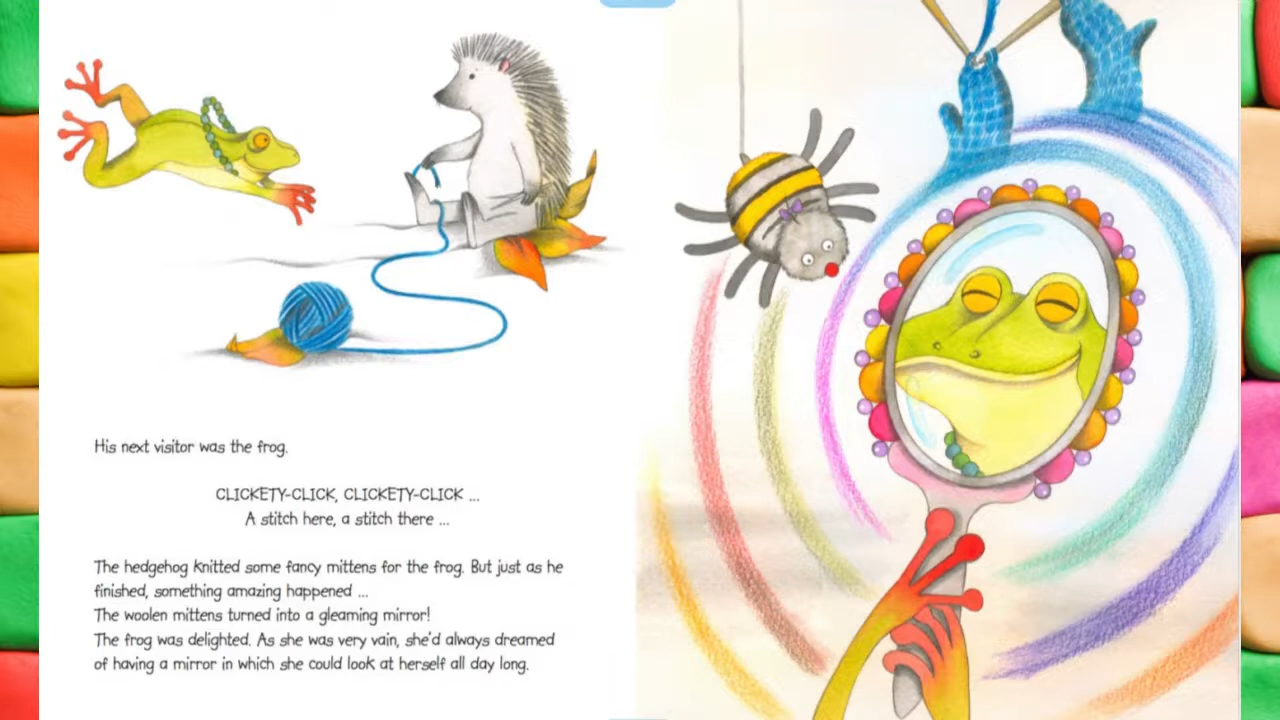 His next visitor was the frog.
CLICKETY-CLICK, CLICKETY-CLICK ...
A stitch here, a stitch there ...
The hedgehog knitted some fancy mittens for the frog. But just as he
finished, something amazing happened ...
The woolen mittens turned into a gleaming mirror!
The frog was delighted. As she was very vain, she'd always dreamed
of having a mirror in which she could look at herself all day long.